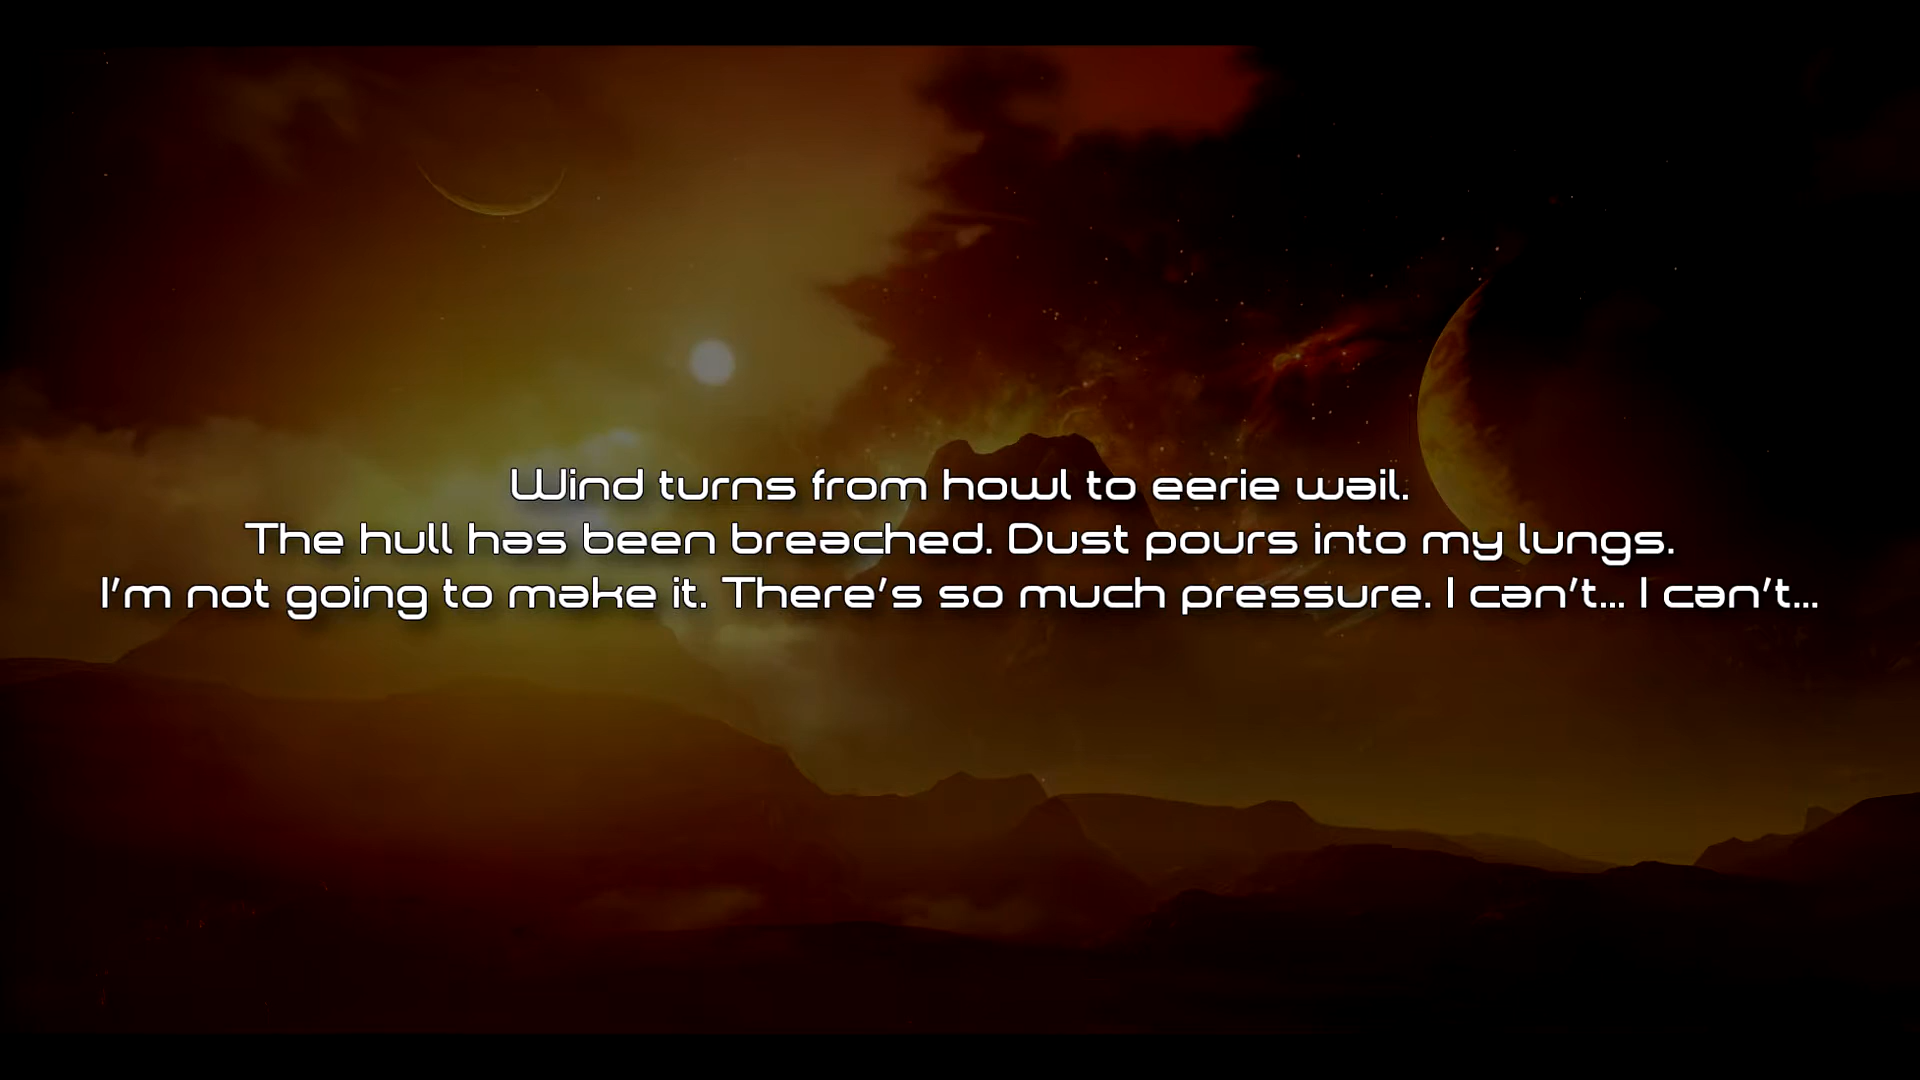 Wind turns from howl to eerie wail.
The hull has been breached. Dust pours into my lungs.
I'm not going to make it. There's so much pressure. I can't... I can't...